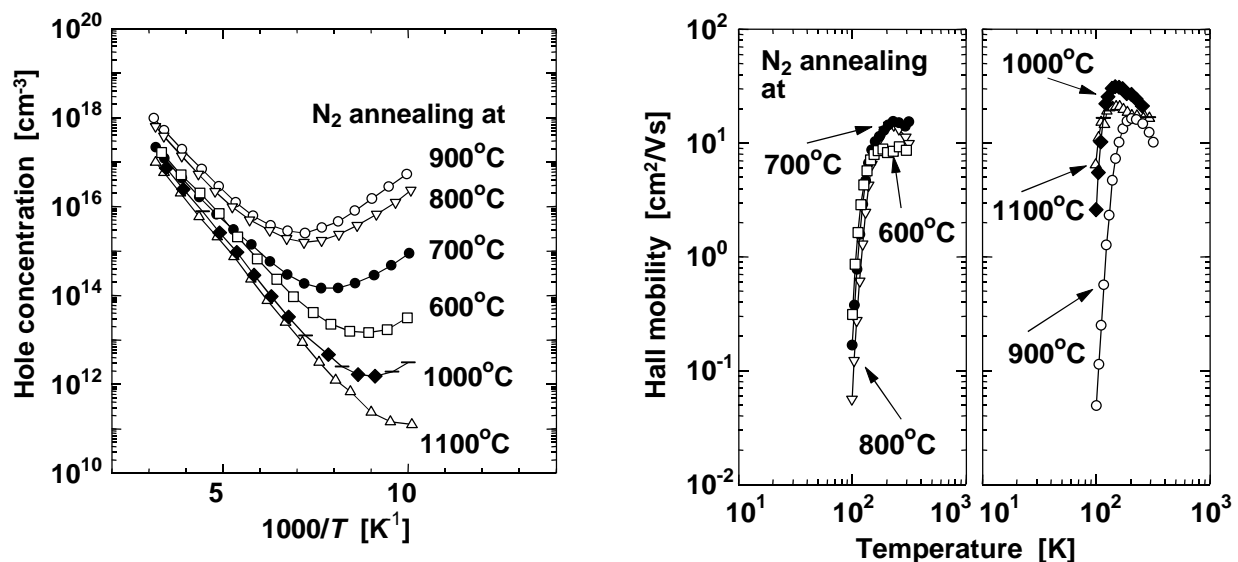 10^20
10^18
10^16
10^14
10^12
10^10
Hole concentration [cm^-3]
N2 annealing at
900°C
800°C
700°C
600°C
1000°C
1100°C
5
10
1000/T [K^-1]
10^2
10^1
10^0
10^-1
10^-2
Hall mobility [cm^2/Vs]
N2 annealing
at
700°C
600°C
800°C
1000°C
1100°C
900°C
10^1
10^2
10^3
10^1
10^2
10^3
Temperature [K]